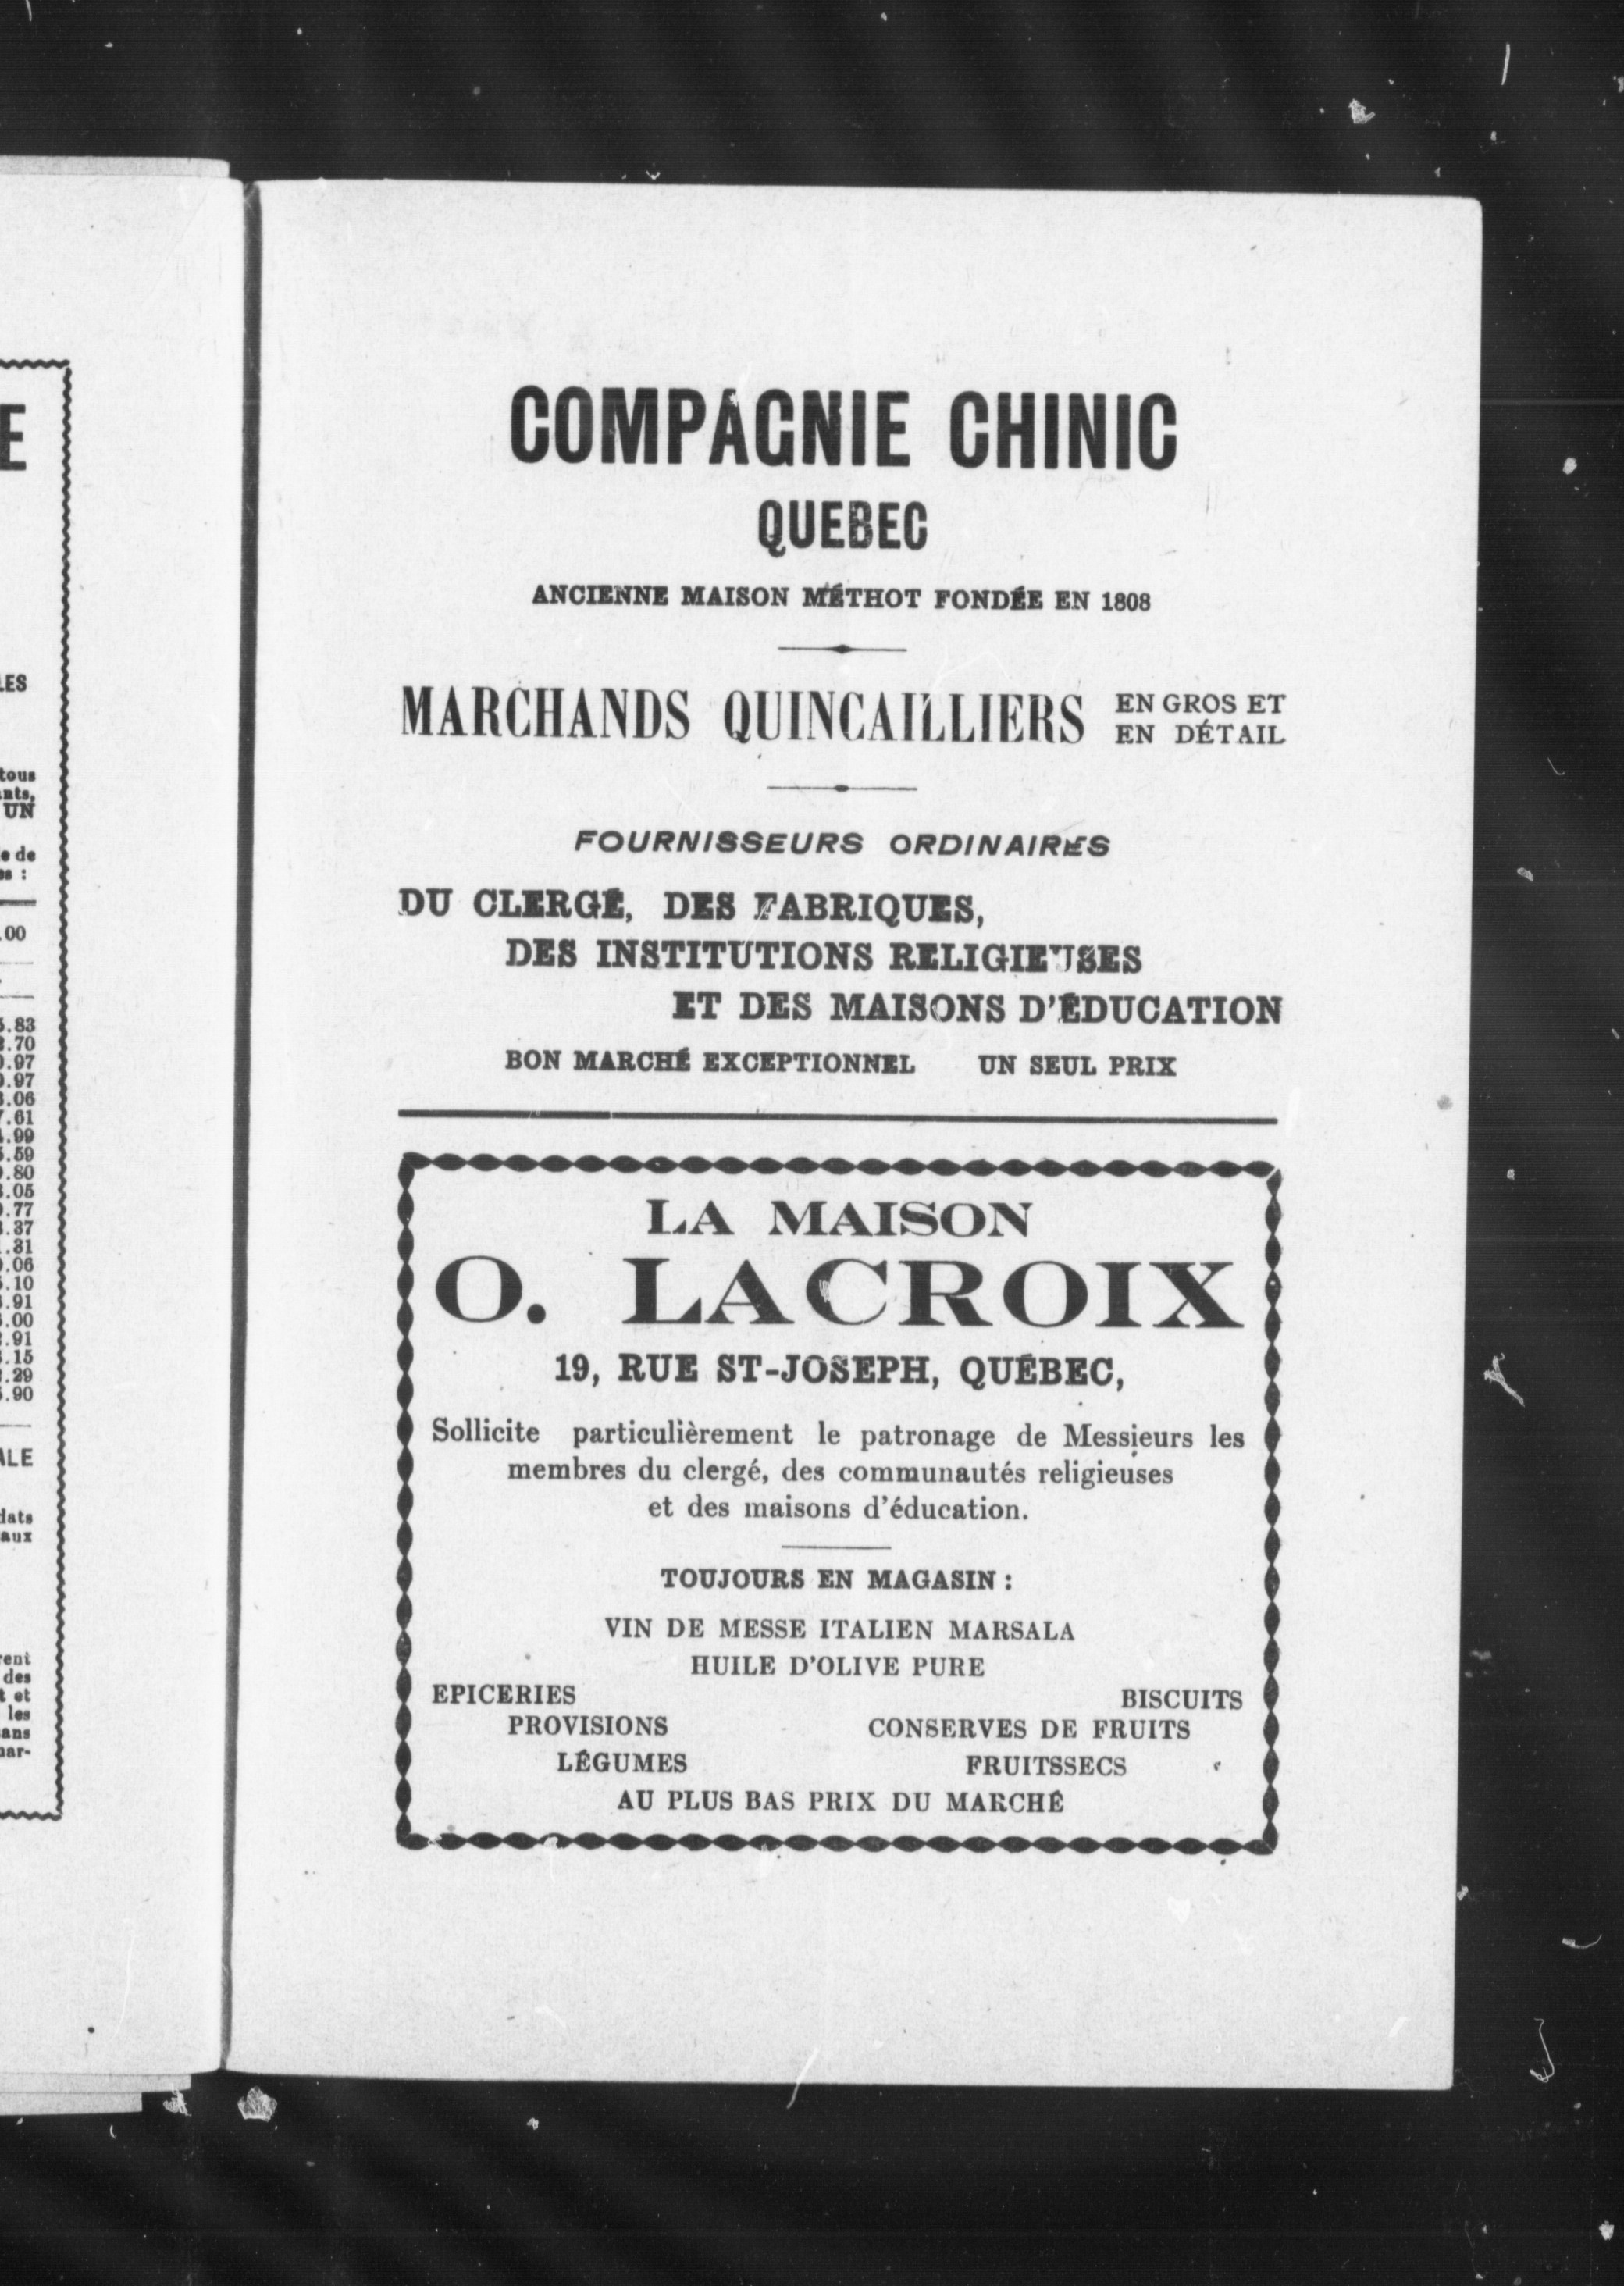 COMPAGNIE CHINIC
QUEBEC
ANCIENNE MAISON MÉTHOT FONDÉE EN 1808
MARCHANDS QUINCAILLIERS EN GROS ET
EN DÉTAIL
FOURNISSEURS ORDINAIRES
DU CLERGÉ, DES FABRIQUES,
DES INSTITUTIONS RELIGIEUSES
ET DES MAISONS D'ÉDUCATION
BON MARCHÉ EXCEPTIONNEL UN SEUL PRIX
LA MAISON
O. LACROIX
19, RUE ST-JOSEPH, QUÉBEC,
Sollicite particulièrement le patronage de Messieurs les
membres du clergé, des communautés religieuses
et des maisons d'éducation.
TOUJOURS EN MAGASIN :
VIN DE MESSE ITALIEN MARSALA
HUILE D'OLIVE PURE
EPICERIES BISCUITS
PROVISIONS CONSERVES DE FRUITS
LÉGUMES FRUITSSECS
AU PLUS BAS PRIX DU MARCHÉ